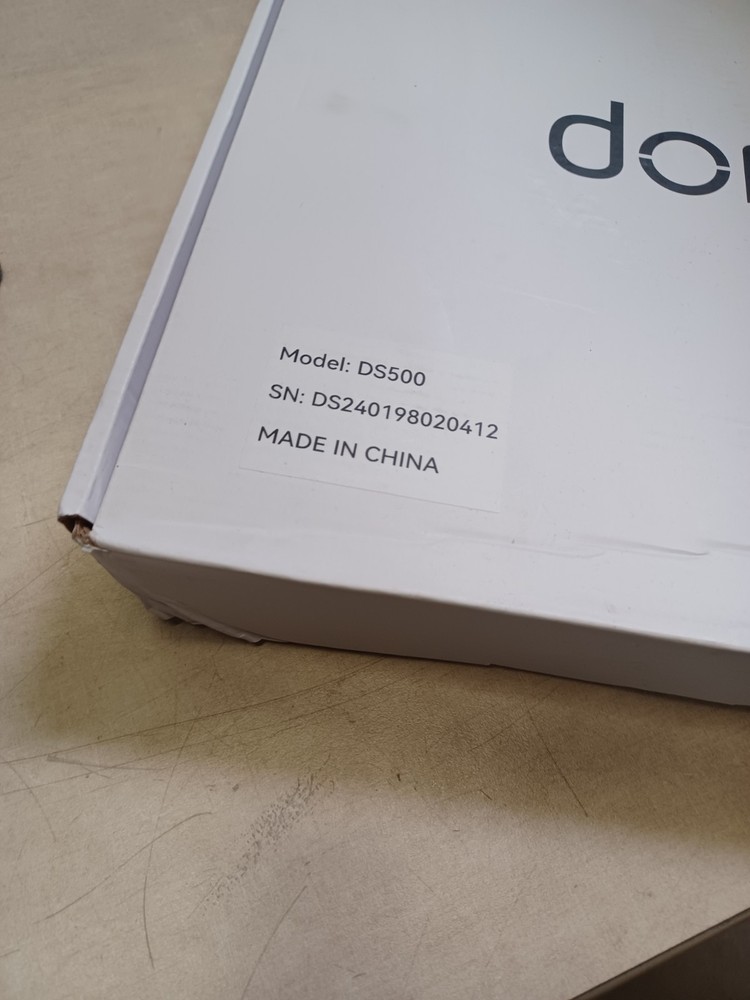 Model: DS500
SN: DS240198020412
MADE IN CHINA